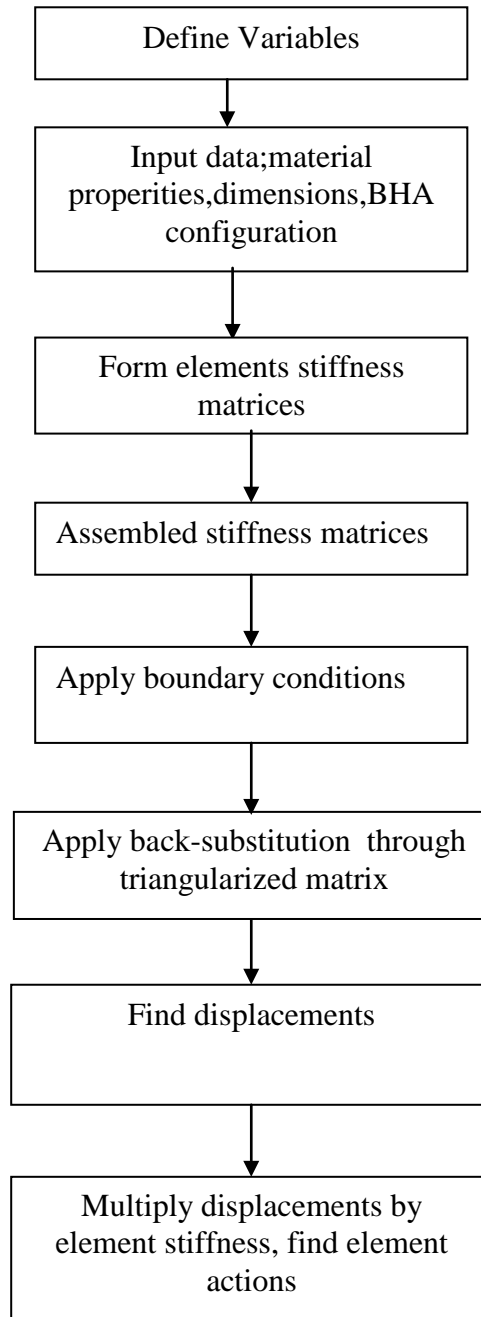 Define Variables
Input data;material
properities,dimensions,BHA
configuration
Form elements stiffness
matrices
Assembled stiffness matrices
Apply boundary conditions
Apply back-substitution through
triangularized matrix
Find displacements
Multiply displacements by
element stiffness, find element
actions